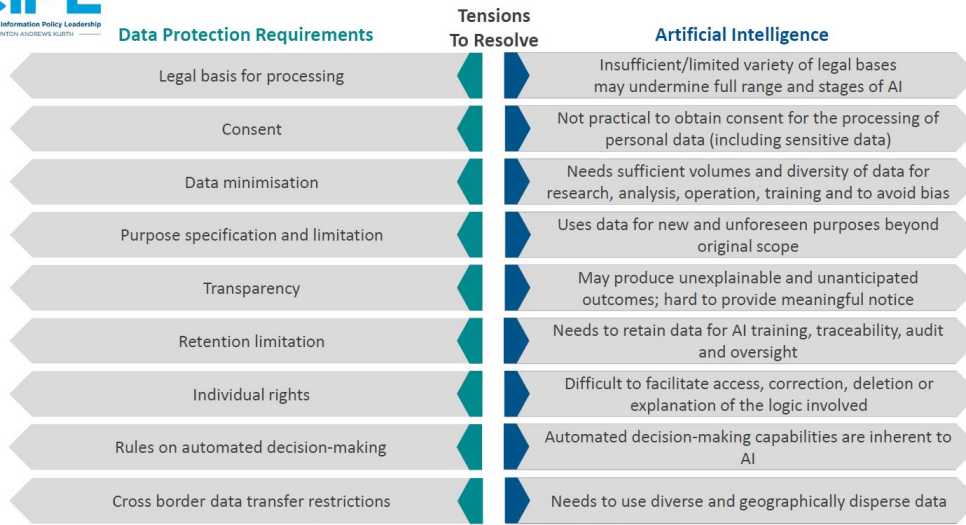 Information Policy Leadership
NTON ANDREWS KURTH
Tensions
To Resolve
Data Protection Requirements
Artificial Intelligence
Legal basis for processing
Insufficient/limited variety of legal bases
may undermine full range and stages of AI
Consent
Not practical to obtain consent for the processing of
personal data (including sensitive data)
Data minimisation
Needs sufficient volumes and diversity of data for
research, analysis, operation, training and to avoid bias
Purpose specification and limitation
Uses data for new and unforeseen purposes beyond
original scope
Transparency
May produce unexplainable and unanticipated
outcomes; hard to provide meaningful notice
Retention limitation
Needs to retain data for AI training, traceability, audit
and oversight
Individual rights
Difficult to facilitate access, correction, deletion or
explanation of the logic involved
Rules on automated decision-making
Automated decision-making capabilities are inherent to
AI
Cross border data transfer restrictions
Needs to use diverse and geographically disperse data